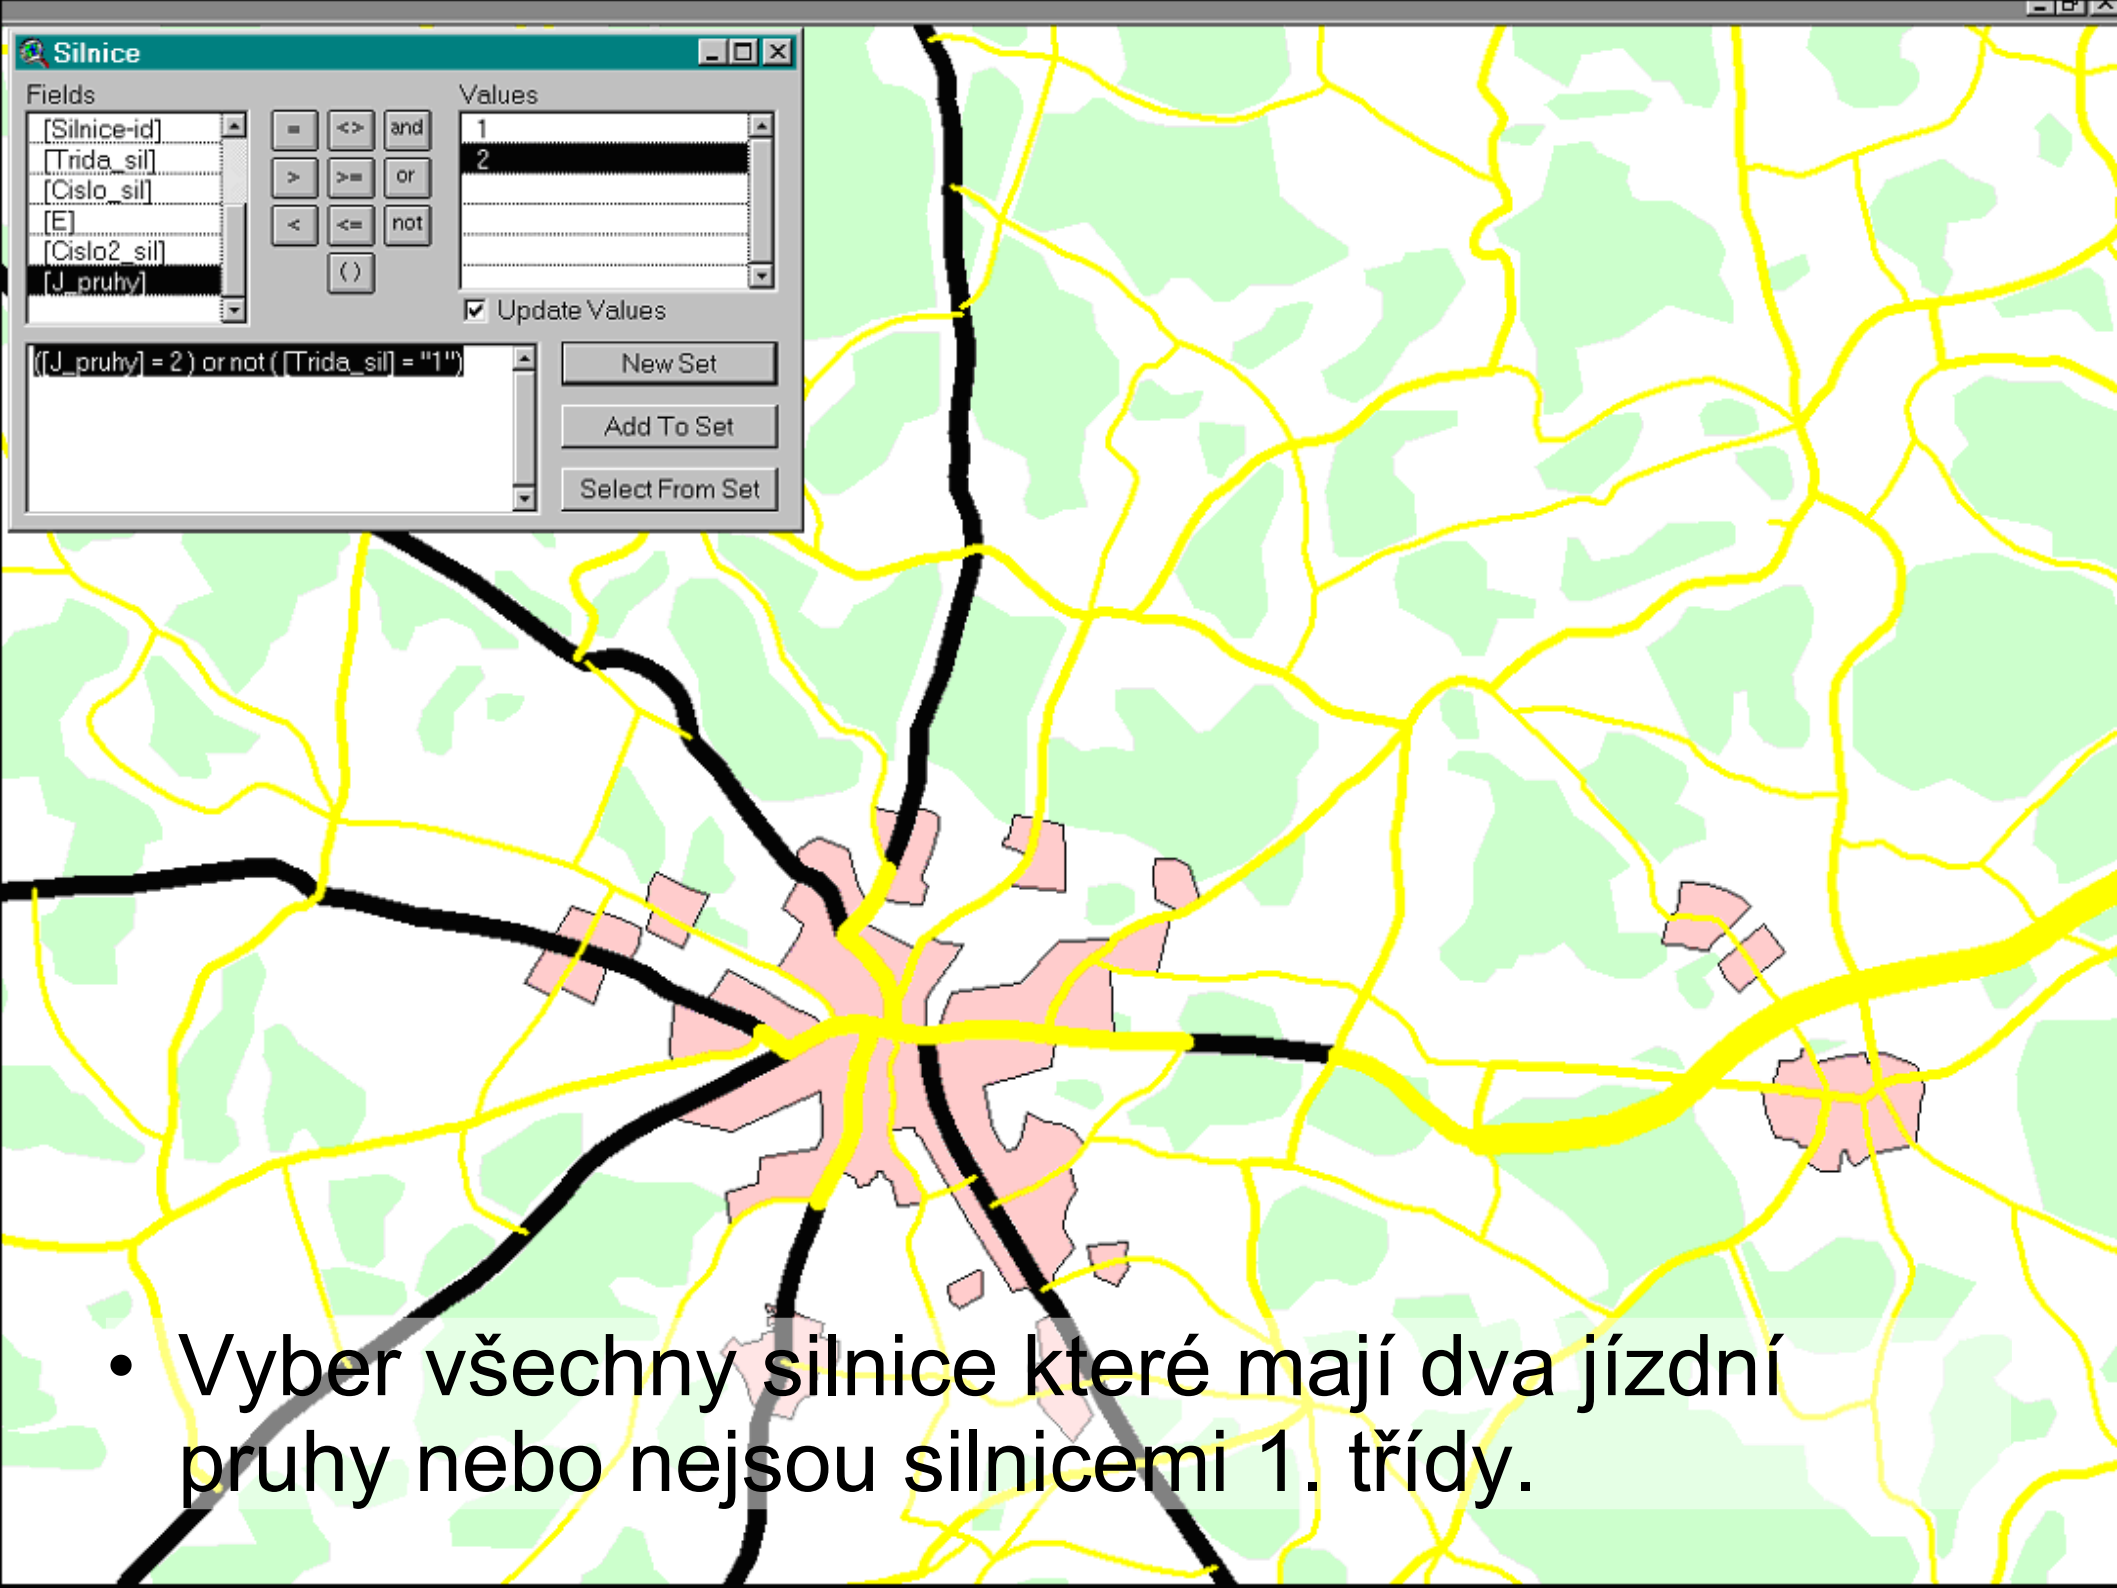 Silnice
Fields
Values
[Silnice-id]
[Trida_sil]
[Cislo_sil]
[E]
[Cislo2_sil]
[J_pruhy]
= <> and
> >= or
< <= not
( )
1
2
Update Values
([J_pruhy] = 2 ) or not ( [Trida_sil] = "1")
New Set
Add To Set
Select From Set
• Vyber všechny silnice které mají dva jízdní
pruhy nebo nejsou silnicemi 1. třídy.